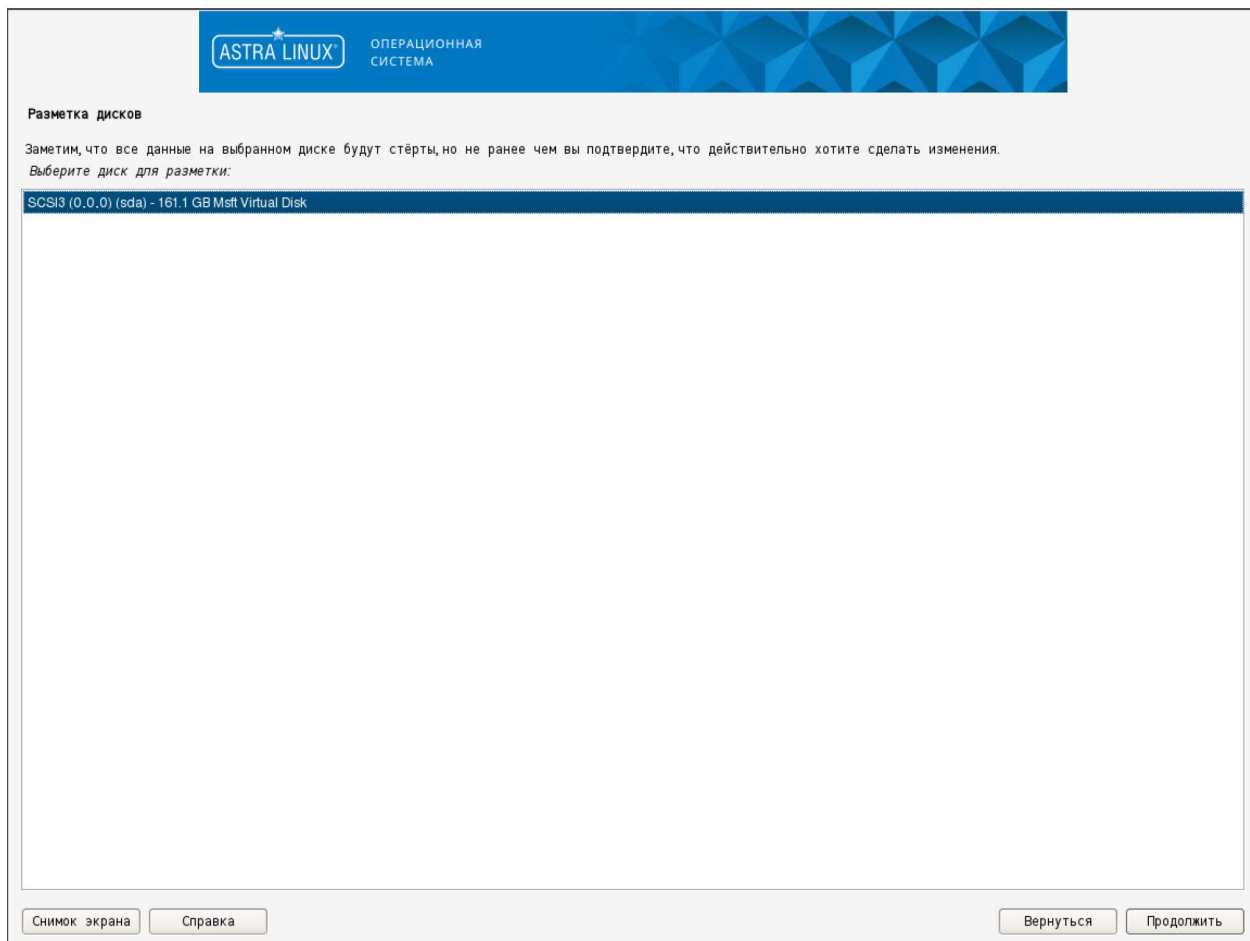 ASTRA LINUX®
ОПЕРАЦИОННАЯ
СИСТЕМА
Разметка дисков
Заметим, что все данные на выбранном диске будут стёрты, но не ранее чем вы подтвердите, что действительно хотите сделать изменения.
Выберите диск для разметки:
SCSI3 (0,0,0) (sda) - 161.1 GB Msft Virtual Disk
Снимок экрана
Справка
Вернуться
Продолжить